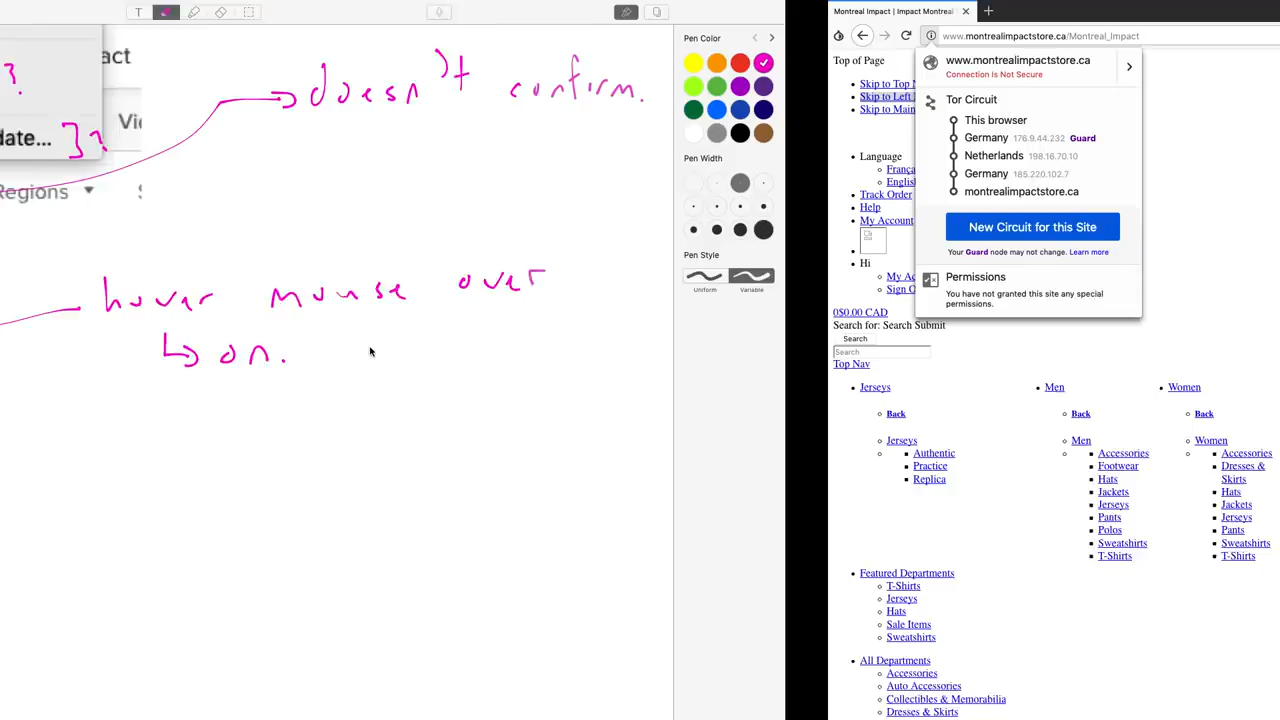 pact
?
date... }?
Vi
Regions
doesn't confirm.
hover mouse over
↳ on.
Pen Color
Pen Width
Pen Style
Uniform
Variable
Montreal Impact | Impact Montreal
www.montrealimpactstore.ca/Montreal_Impact
Top of Page
Skip to Top N
Skip to Left
Skip to Main
Language
França
English
Track Order
Help
My Account
Hi
My Ac
Sign O
0$0.00 CAD
Search for: Search Submit
Search
Search
Top Nav
www.montrealimpactstore.ca
Connection Is Not Secure
Tor Circuit
This browser
Germany 176.9.44.232 Guard
Netherlands 198.16.70.10
Germany 185.220.102.7
montrealimpactstore.ca
New Circuit for this Site
Your Guard node may not change. Learn more
Permissions
You have not granted this site any special
permissions.
Jerseys
Back
Jerseys
Authentic
Practice
Replica
Men
Back
Men
Accessories
Footwear
Hats
Jackets
Jerseys
Pants
Polos
Sweatshirts
T-Shirts
Women
Back
Women
Accessories
Dresses &
Skirts
Hats
Jackets
Jerseys
Pants
Sweatshirts
T-Shirts
Featured Departments
T-Shirts
Jerseys
Hats
Sale Items
Sweatshirts
All Departments
Accessories
Auto Accessories
Collectibles & Memorabilia
Dresses & Skirts